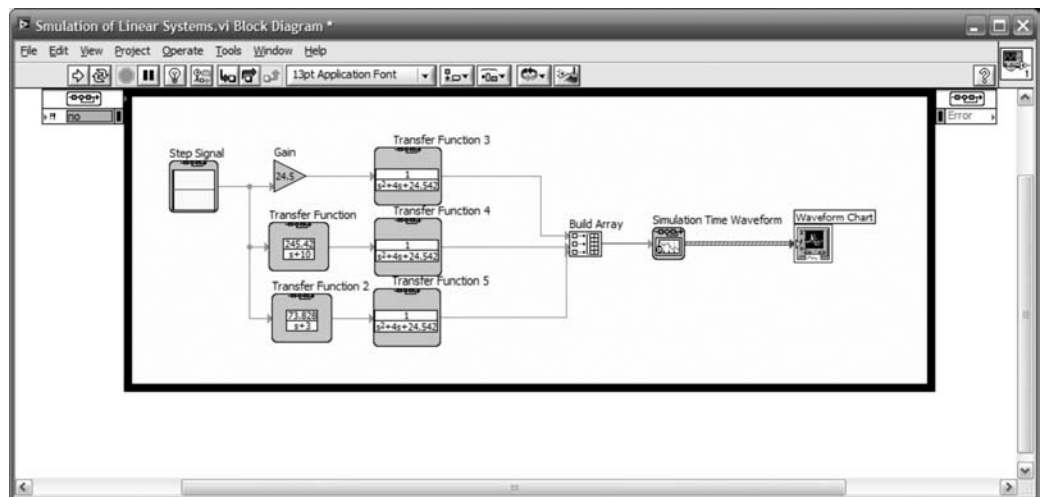 Smulation of Linear Systems.vi Block Diagram *
File Edit View Project Operate Tools Window Help
13pt Application Font
1
no
Error
Step Signal
Gain
24.5
Transfer Function 3
1
s²+4s+24.542
Transfer Function
245.42
s+10
Transfer Function 4
1
s²+4s+24.542
Transfer Function 2
73.828
s+3
Transfer Function 5
1
s²+4s+24.542
Build Array
Simulation Time Waveform
Waveform Chart